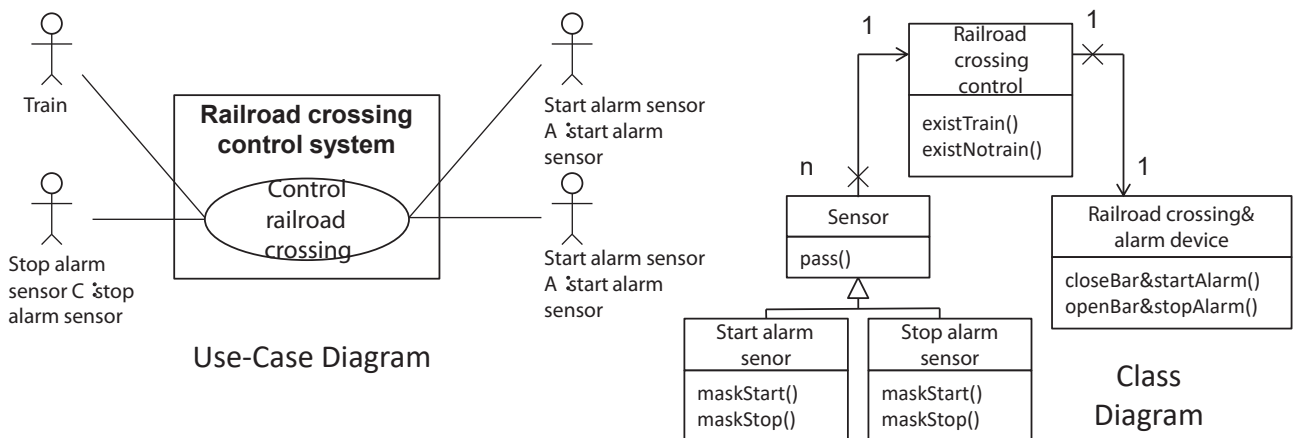 Train
Stop alarm
sensor C :stop
alarm sensor
Railroad crossing
control system
Control
railroad
crossing
Start alarm sensor
A :start alarm
sensor
Start alarm sensor
A :start alarm
sensor
Use-Case Diagram
1
Railroad
crossing
control
existTrain()
existNotrain()
1
n
1
Sensor
pass()
Railroad crossing&
alarm device
closeBar&startAlarm()
openBar&stopAlarm()
Start alarm
senor
maskStart()
maskStop()
Stop alarm
sensor
maskStart()
maskStop()
Class
Diagram